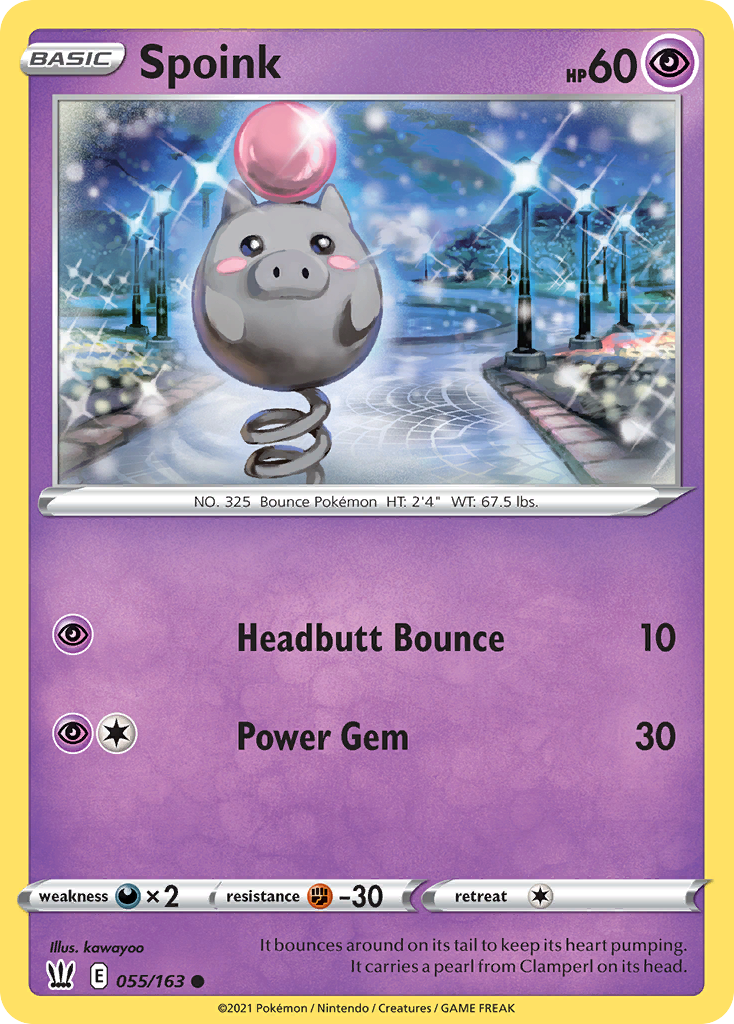 BASIC Spoink HP60
NO. 325 Bounce Pokémon HT: 2'4" WT: 67.5 lbs.
Headbutt Bounce 10
Power Gem 30
weakness ×2 resistance -30 retreat
Illus. kawayoo
It bounces around on its tail to keep its heart pumping.
It carries a pearl from Clamperl on its head.
E 055/163
©2021 Pokémon / Nintendo / Creatures / GAME FREAK